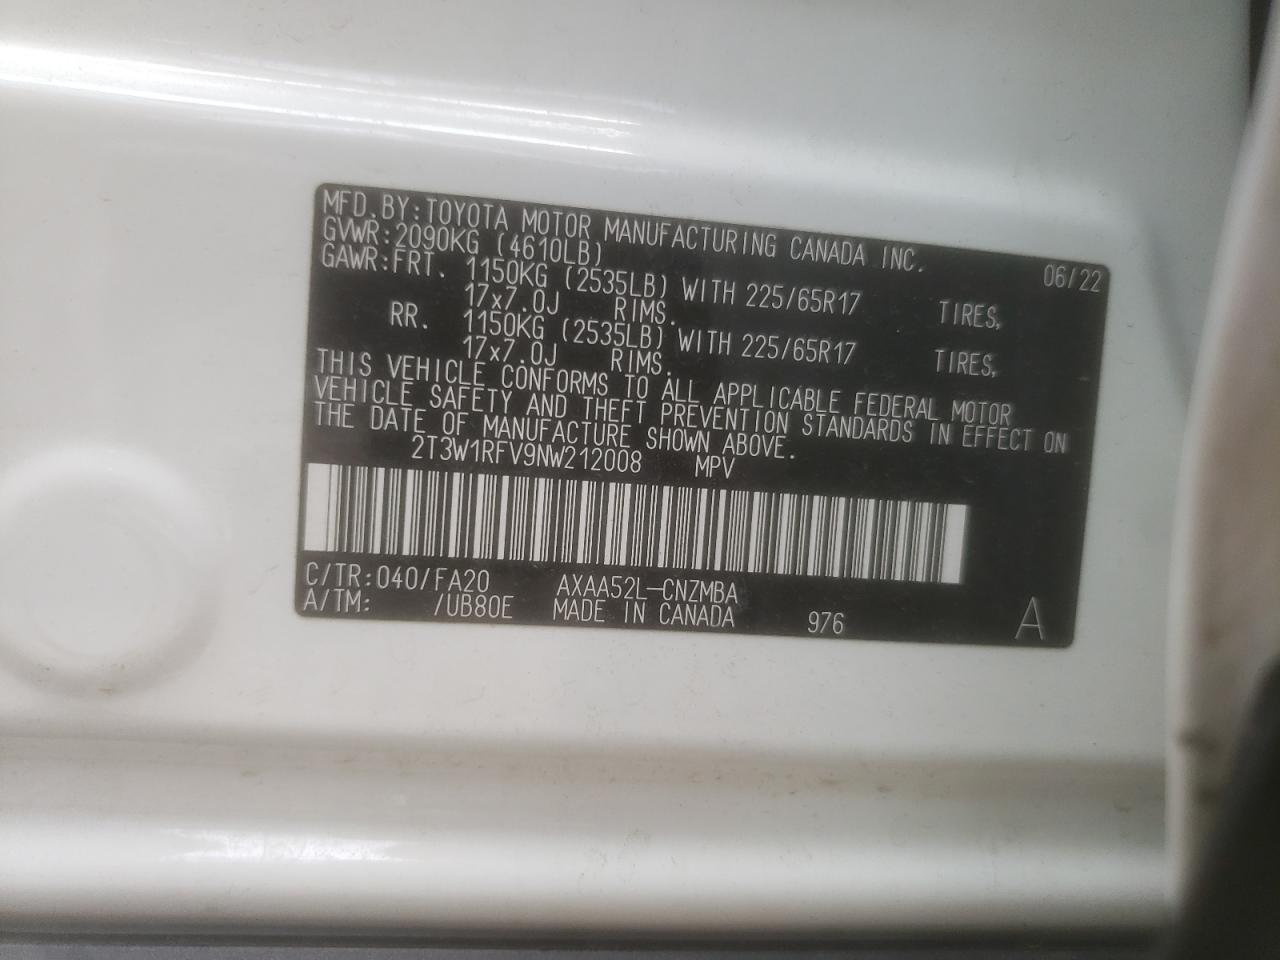 MFD.BY:TOYOTA MOTOR MANUFACTURING CANADA INC.
GVWR:2090KG (4610LB) 06/22
GAWR:FRT. 1150KG (2535LB) WITH 225/65R17 TIRES,
17x7.0J RIMS.
RR. 1150KG (2535LB) WITH 225/65R17 TIRES,
17x7.0J RIMS.
THIS VEHICLE CONFORMS TO ALL APPLICABLE FEDERAL MOTOR
VEHICLE SAFETY AND THEFT PREVENTION STANDARDS IN EFFECT ON
THE DATE OF MANUFACTURE SHOWN ABOVE.
2T3W1RFV9NW212008 MPV
C/TR:040/FA20 AXAA52L-CNZMBA
A/TM: /UB80E MADE IN CANADA 976 A